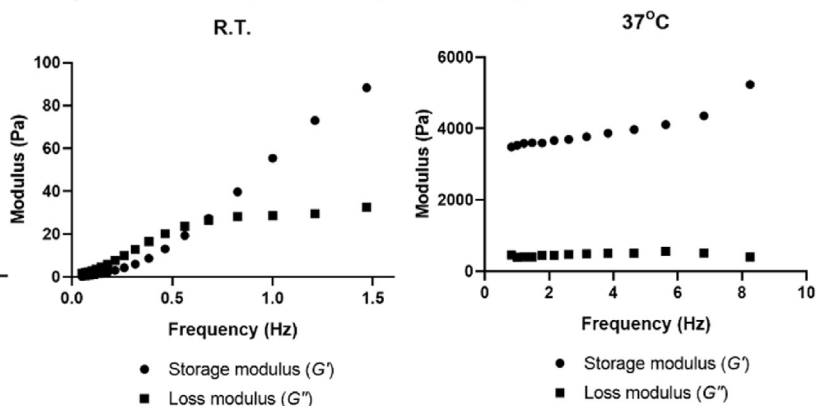 R.T.
100
80
60
40
20
0
Modulus (Pa)
0.0 0.5 1.0 1.5
Frequency (Hz)
Storage modulus (G')
Loss modulus (G")
37°C
6000
4000
2000
0
Modulus (Pa)
0 2 4 6 8 10
Frequency (Hz)
Storage modulus (G')
Loss modulus (G")